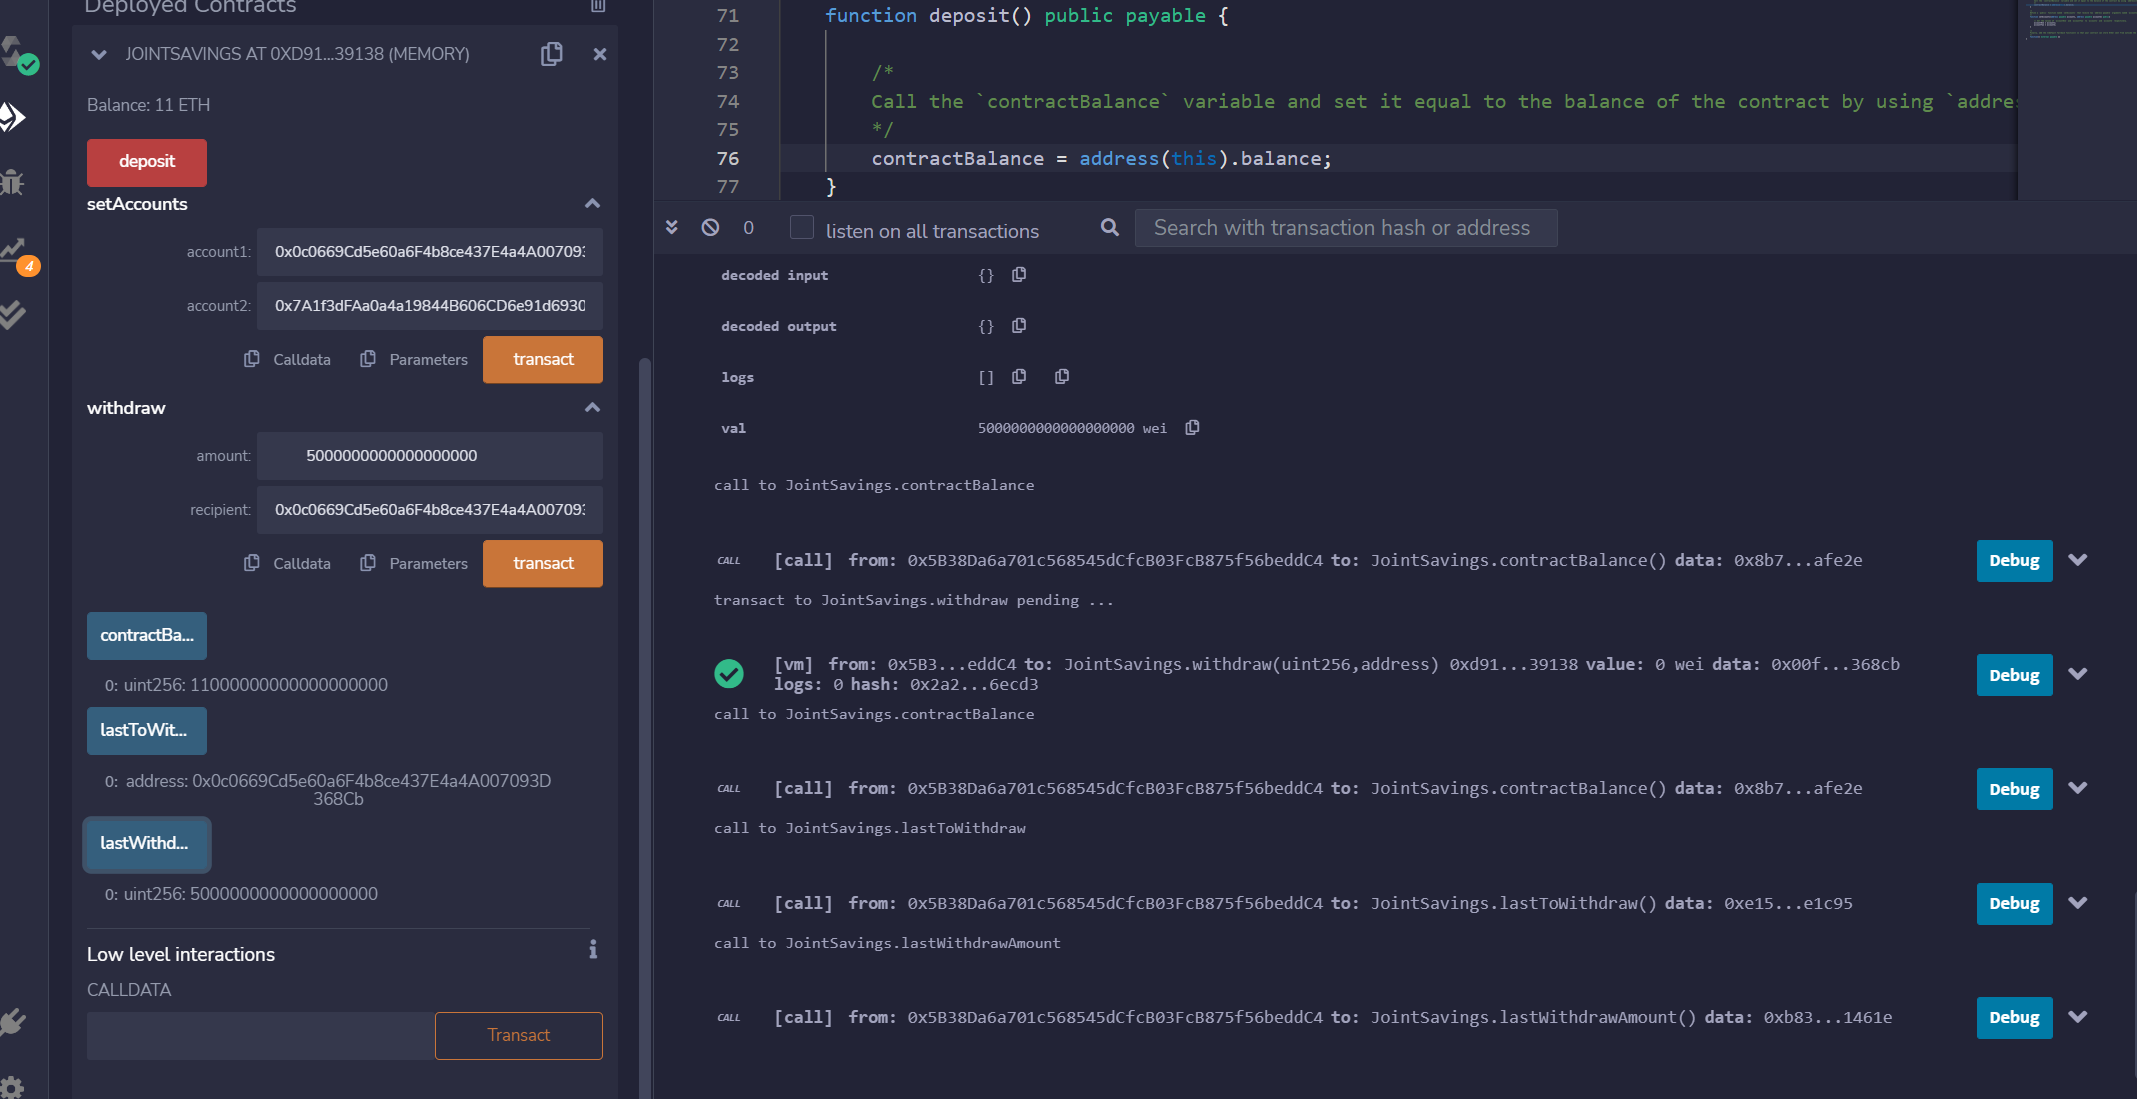 Deployed Contracts
JOINTSAVINGS AT 0XD91...39138 (MEMORY)
Balance: 11 ETH
deposit
setAccounts
account1: 0x0c0669Cd5e60a6F4b8ce437E4a4A007093
account2: 0x7A1f3dFAa0a4a19844B606CD6e91d6930
Calldata Parameters transact
withdraw
amount: 5000000000000000000
recipient: 0x0c0669Cd5e60a6F4b8ce437E4a4A007093
Calldata Parameters transact
contractBa...
0: uint256: 11000000000000000000
lastToWit...
0: address: 0x0c0669Cd5e60a6F4b8ce437E4a4A007093D
368Cb
lastWithd...
0: uint256: 5000000000000000000
Low level interactions
i
CALLDATA
Transact
4
71 function deposit() public payable {
72
73 /*
74 Call the `contractBalance` variable and set it equal to the balance of the contract by using `addre
75 */
76 contractBalance = address(this).balance;
77 }
0 listen on all transactions Search with transaction hash or address
decoded input {}
decoded output {}
logs []
val 5000000000000000000 wei
call to JointSavings.contractBalance
CALL [call] from: 0x5B38Da6a701c568545dCfcB03FcB875f56beddC4 to: JointSavings.contractBalance() data: 0x8b7...afe2e Debug
transact to JointSavings.withdraw pending ...
[vm] from: 0x5B3...eddC4 to: JointSavings.withdraw(uint256,address) 0xd91...39138 value: 0 wei data: 0x00f...368cb Debug
logs: 0 hash: 0x2a2...6ecd3
call to JointSavings.contractBalance
CALL [call] from: 0x5B38Da6a701c568545dCfcB03FcB875f56beddC4 to: JointSavings.contractBalance() data: 0x8b7...afe2e Debug
call to JointSavings.lastToWithdraw
CALL [call] from: 0x5B38Da6a701c568545dCfcB03FcB875f56beddC4 to: JointSavings.lastToWithdraw() data: 0xe15...e1c95 Debug
call to JointSavings.lastWithdrawAmount
CALL [call] from: 0x5B38Da6a701c568545dCfcB03FcB875f56beddC4 to: JointSavings.lastWithdrawAmount() data: 0xb83...1461e Debug